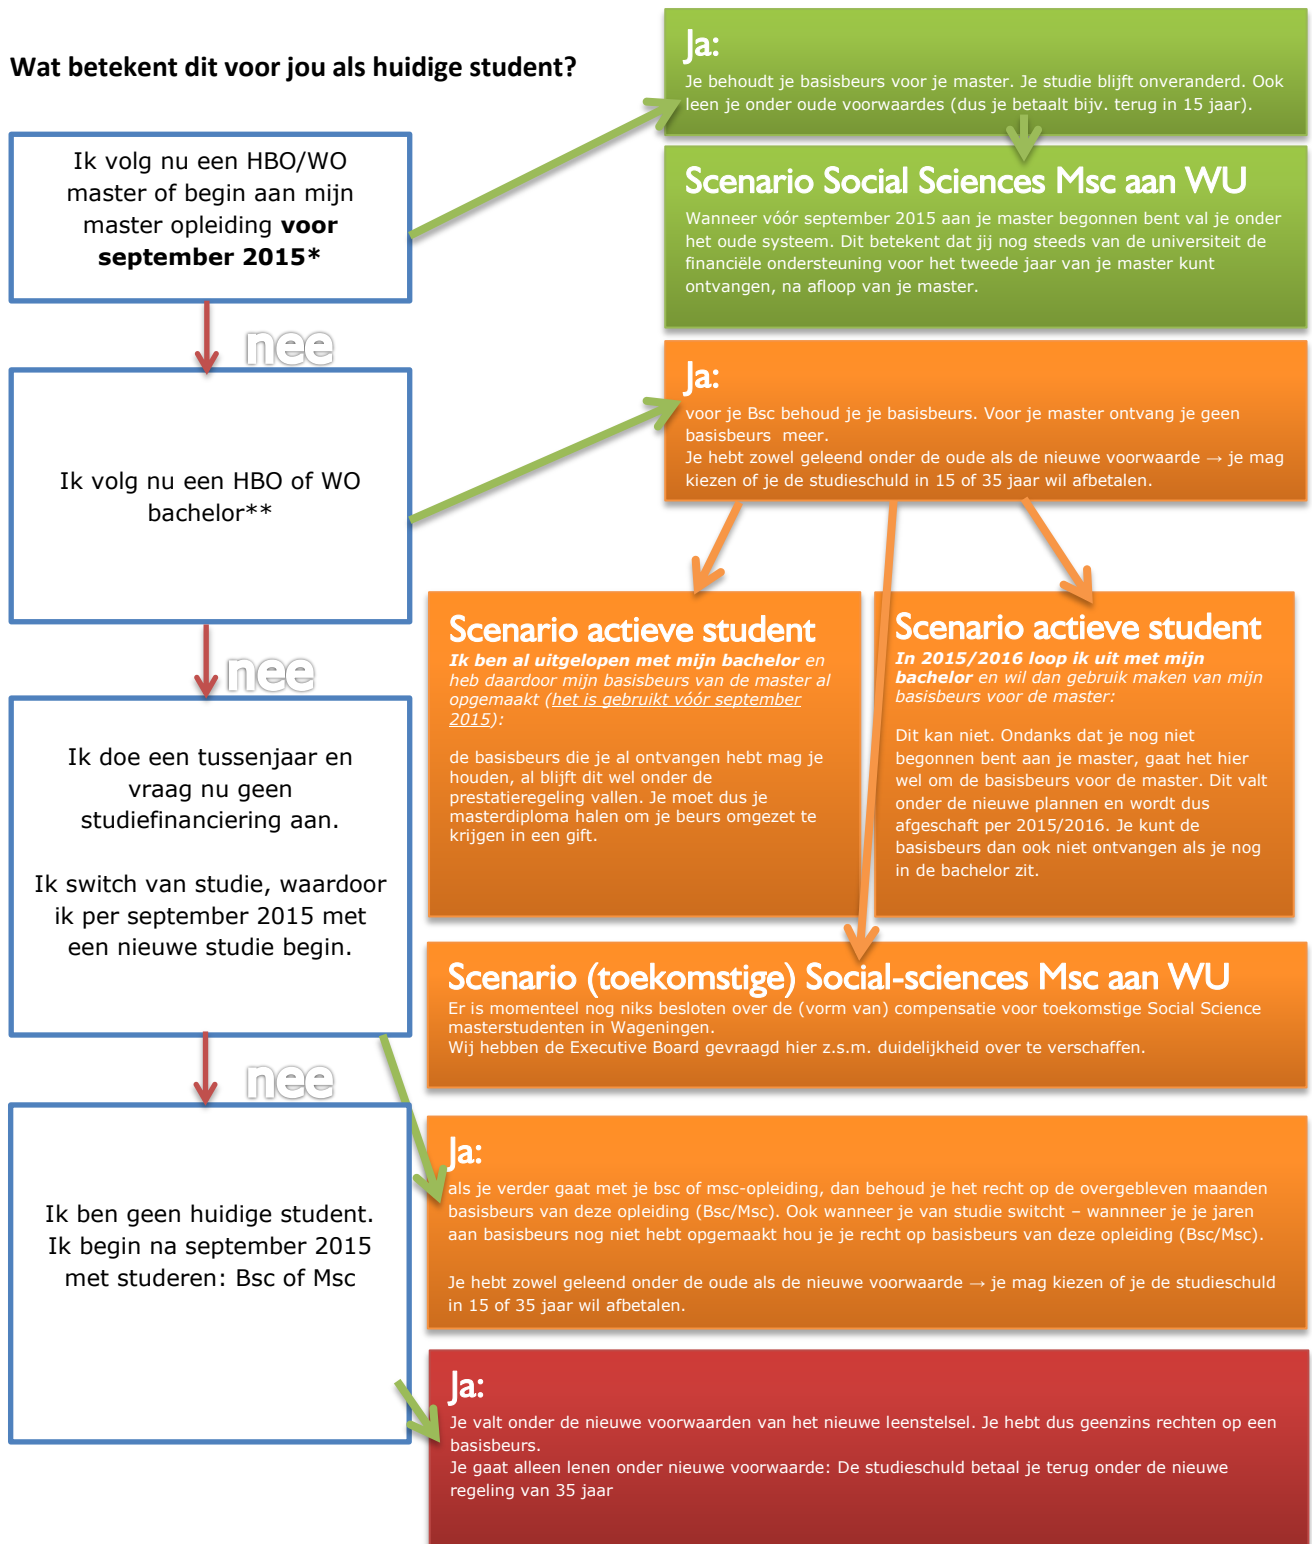 Wat betekent dit voor jou als huidige student?
Ja:
Je behoudt je basisbeurs voor je master. Je studie blijft onveranderd. Ook
leen je onder oude voorwaardes (dus je betaalt bijv. terug in 15 jaar).
Ik volg nu een HBO/WO
master of begin aan mijn
master opleiding voor
september 2015*
Scenario Social Sciences Msc aan WU
Wanneer vóór september 2015 aan je master begonnen bent val je onder
het oude systeem. Dit betekent dat jij nog steeds van de universiteit de
financiële ondersteuning voor het tweede jaar van je master kunt
ontvangen, na afloop van je master.
nee
Ik volg nu een HBO of WO
bachelor**
Ja:
voor je Bsc behoud je je basisbeurs. Voor je master ontvang je geen
basisbeurs  meer.
Je hebt zowel geleend onder de oude als de nieuwe voorwaarde → je mag
kiezen of je de studieschuld in 15 of 35 jaar wil afbetalen.
Scenario actieve student
Ik ben al uitgelopen met mijn bachelor en
heb daardoor mijn basisbeurs van de master al
opgemaakt (het is gebruikt vóór september
2015):
de basisbeurs die je al ontvangen hebt mag je
houden, al blijft dit wel onder de
prestatieregeling vallen. Je moet dus je
masterdiploma halen om je beurs omgezet te
krijgen in een gift.
Scenario actieve student
In 2015/2016 loop ik uit met mijn
bachelor en wil dan gebruik maken van mijn
basisbeurs voor de master:
Dit kan niet. Ondanks dat je nog niet
begonnen bent aan je master, gaat het hier
wel om de basisbeurs voor de master. Dit valt
onder de nieuwe plannen en wordt dus
afgeschaft per 2015/2016. Je kunt de
basisbeurs dan ook niet ontvangen als je nog
in de bachelor zit.
nee
Ik doe een tussenjaar en
vraag nu geen
studiefinanciering aan.
Ik switch van studie, waardoor
ik per september 2015 met
een nieuwe studie begin.
Scenario (toekomstige) Social-sciences Msc aan WU
Er is momenteel nog niks besloten over de (vorm van) compensatie voor toekomstige Social Science
masterstudenten in Wageningen.
Wij hebben de Executive Board gevraagd hier z.s.m. duidelijkheid over te verschaffen.
nee
Ja:
als je verder gaat met je bsc of msc-opleiding, dan behoud je het recht op de overgebleven maanden
basisbeurs van deze opleiding (Bsc/Msc). Ook wanneer je van studie switcht – wannneer je je jaren
aan basisbeurs nog niet hebt opgemaakt hou je je recht op basisbeurs van deze opleiding (Bsc/Msc).
Je hebt zowel geleend onder de oude als de nieuwe voorwaarde → je mag kiezen of je de studieschuld
in 15 of 35 jaar wil afbetalen.
Ik ben geen huidige student.
Ik begin na september 2015
met studeren: Bsc of Msc
Ja:
Je valt onder de nieuwe voorwaarden van het nieuwe leenstelsel. Je hebt dus geenzins rechten op een
basisbeurs.
Je gaat alleen lenen onder nieuwe voorwaarde: De studieschuld betaal je terug onder de nieuwe
regeling van 35 jaar